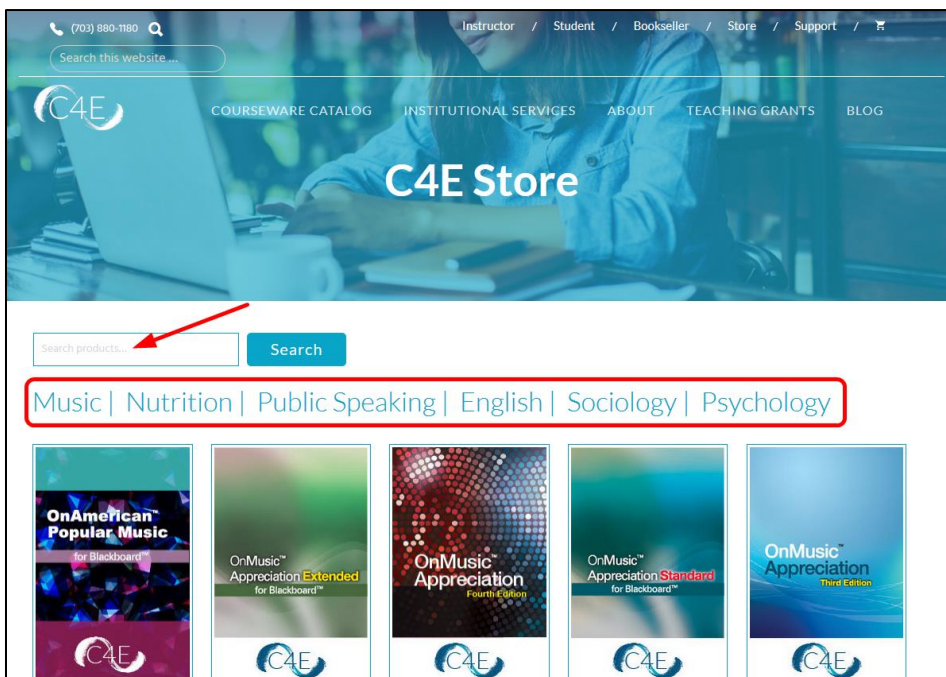 (703) 880-1180
Instructor / Student / Bookseller / Store / Support /
Search this website ...
C4E
COURSEWARE CATALOG INSTITUTIONAL SERVICES ABOUT TEACHING GRANTS BLOG
C4E Store
Search products...
Search
Music | Nutrition | Public Speaking | English | Sociology | Psychology
OnAmerican™
Popular Music
for Blackboard™
C4E
OnMusic™
Appreciation Extended
for Blackboard™
C4E
OnMusic™
Appreciation
Fourth Edition
C4E
OnMusic™
Appreciation Standard
for Blackboard™
C4E
OnMusic™
Appreciation
Third Edition
C4E